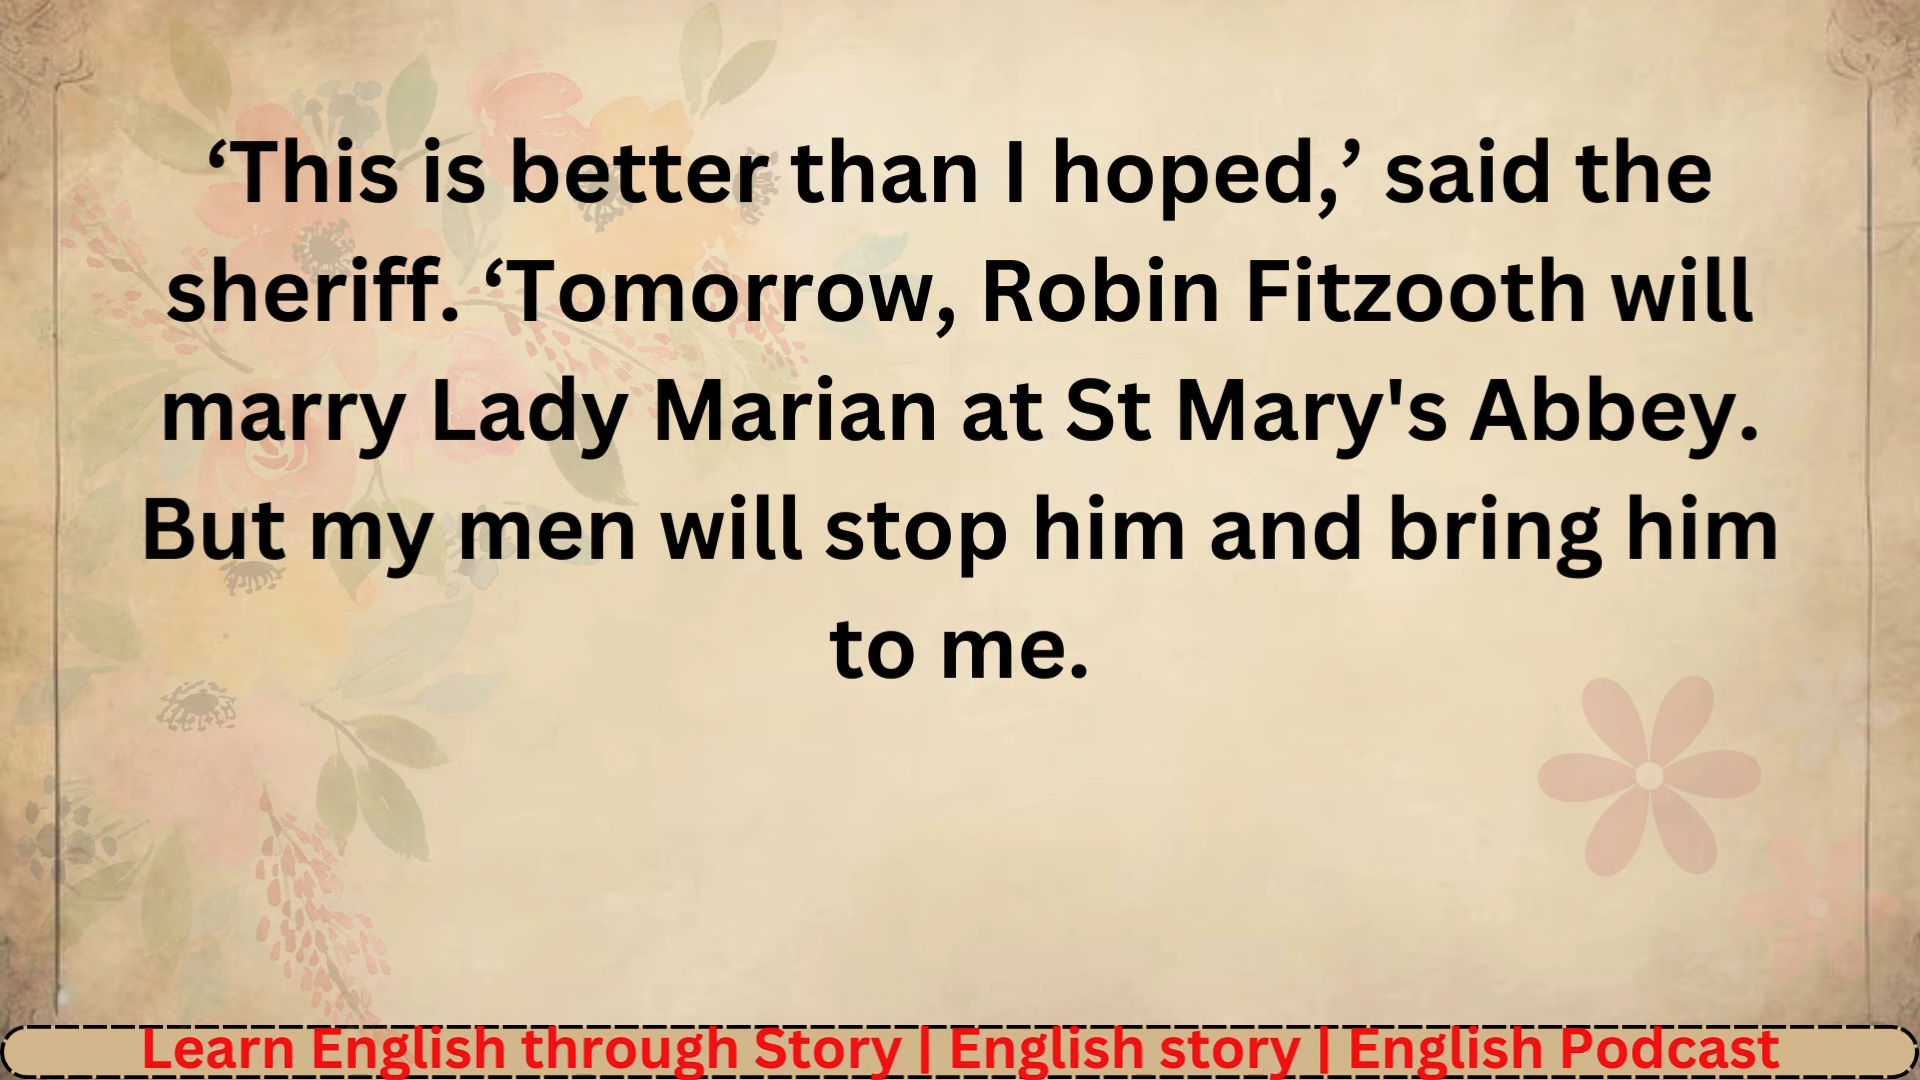 ‘This is better than I hoped,’ said the
sheriff. ‘Tomorrow, Robin Fitzooth will
marry Lady Marian at St Mary's Abbey.
But my men will stop him and bring him
to me.
Learn English through Story | English story | English Podcast